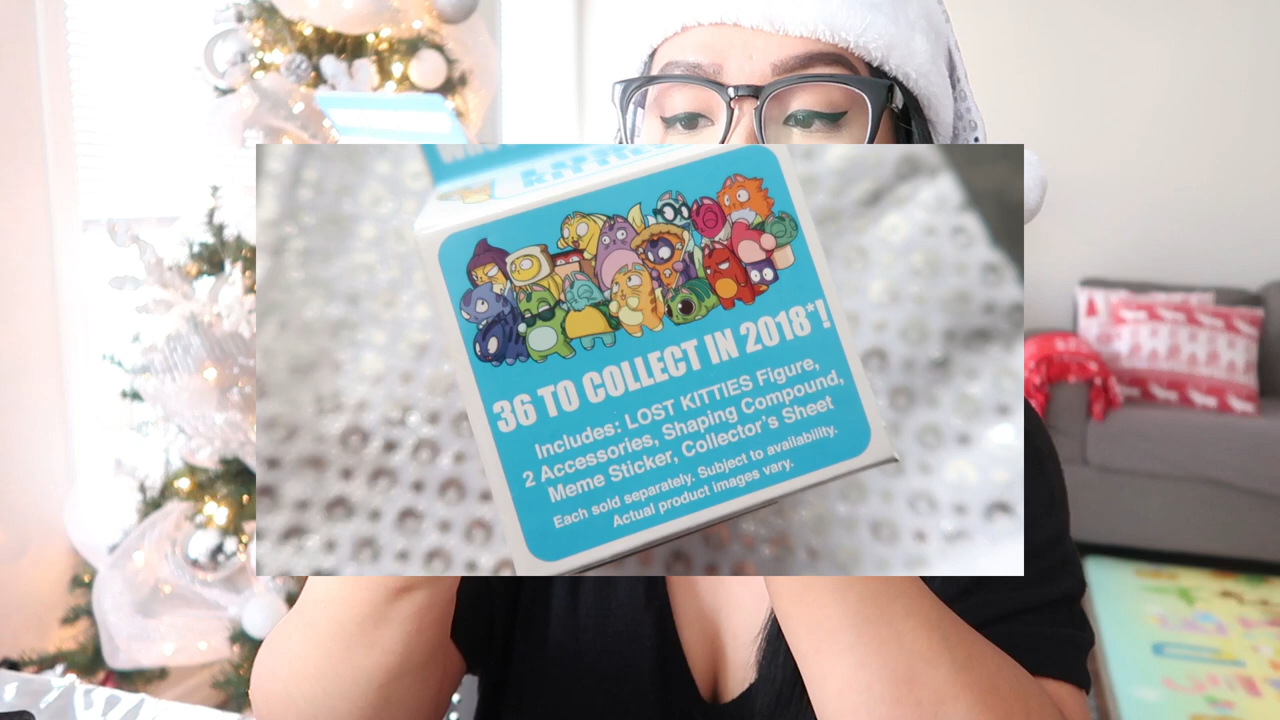 KITTIES
36 TO COLLECT IN 2018*!
Includes: LOST KITTIES Figure,
2 Accessories, Shaping Compound,
Meme Sticker, Collector's Sheet
Each sold separately. Subject to availability.
Actual product images vary.